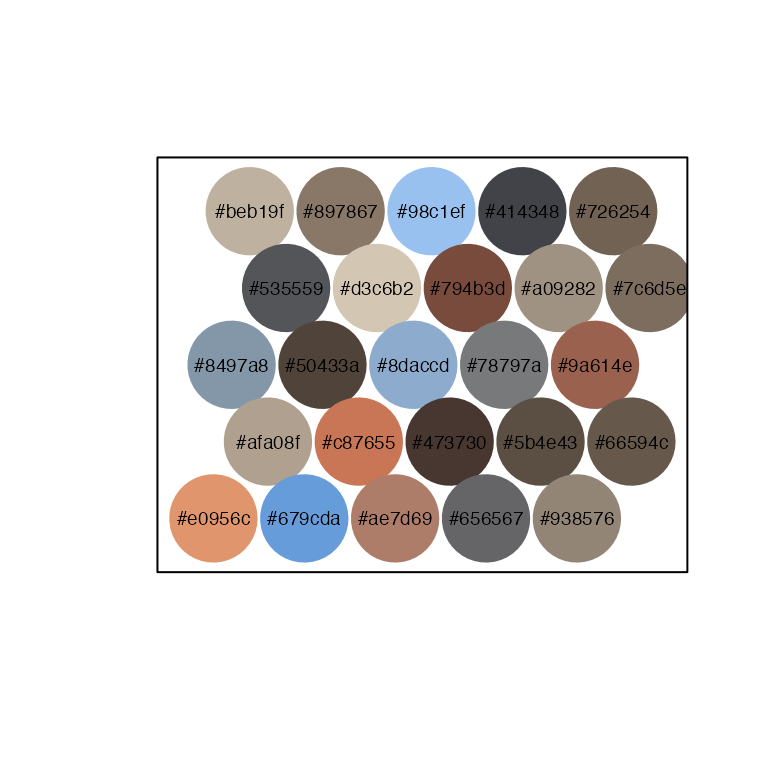 #beb19f #897867 #98c1ef #414348 #726254
#535559 #d3c6b2 #794b3d #a09282 #7c6d5e
#8497a8 #50433a #8daccd #78797a #9a614e
#afa08f #c87655 #473730 #5b4e43 #66594c
#e0956c #679cda #ae7d69 #656567 #938576